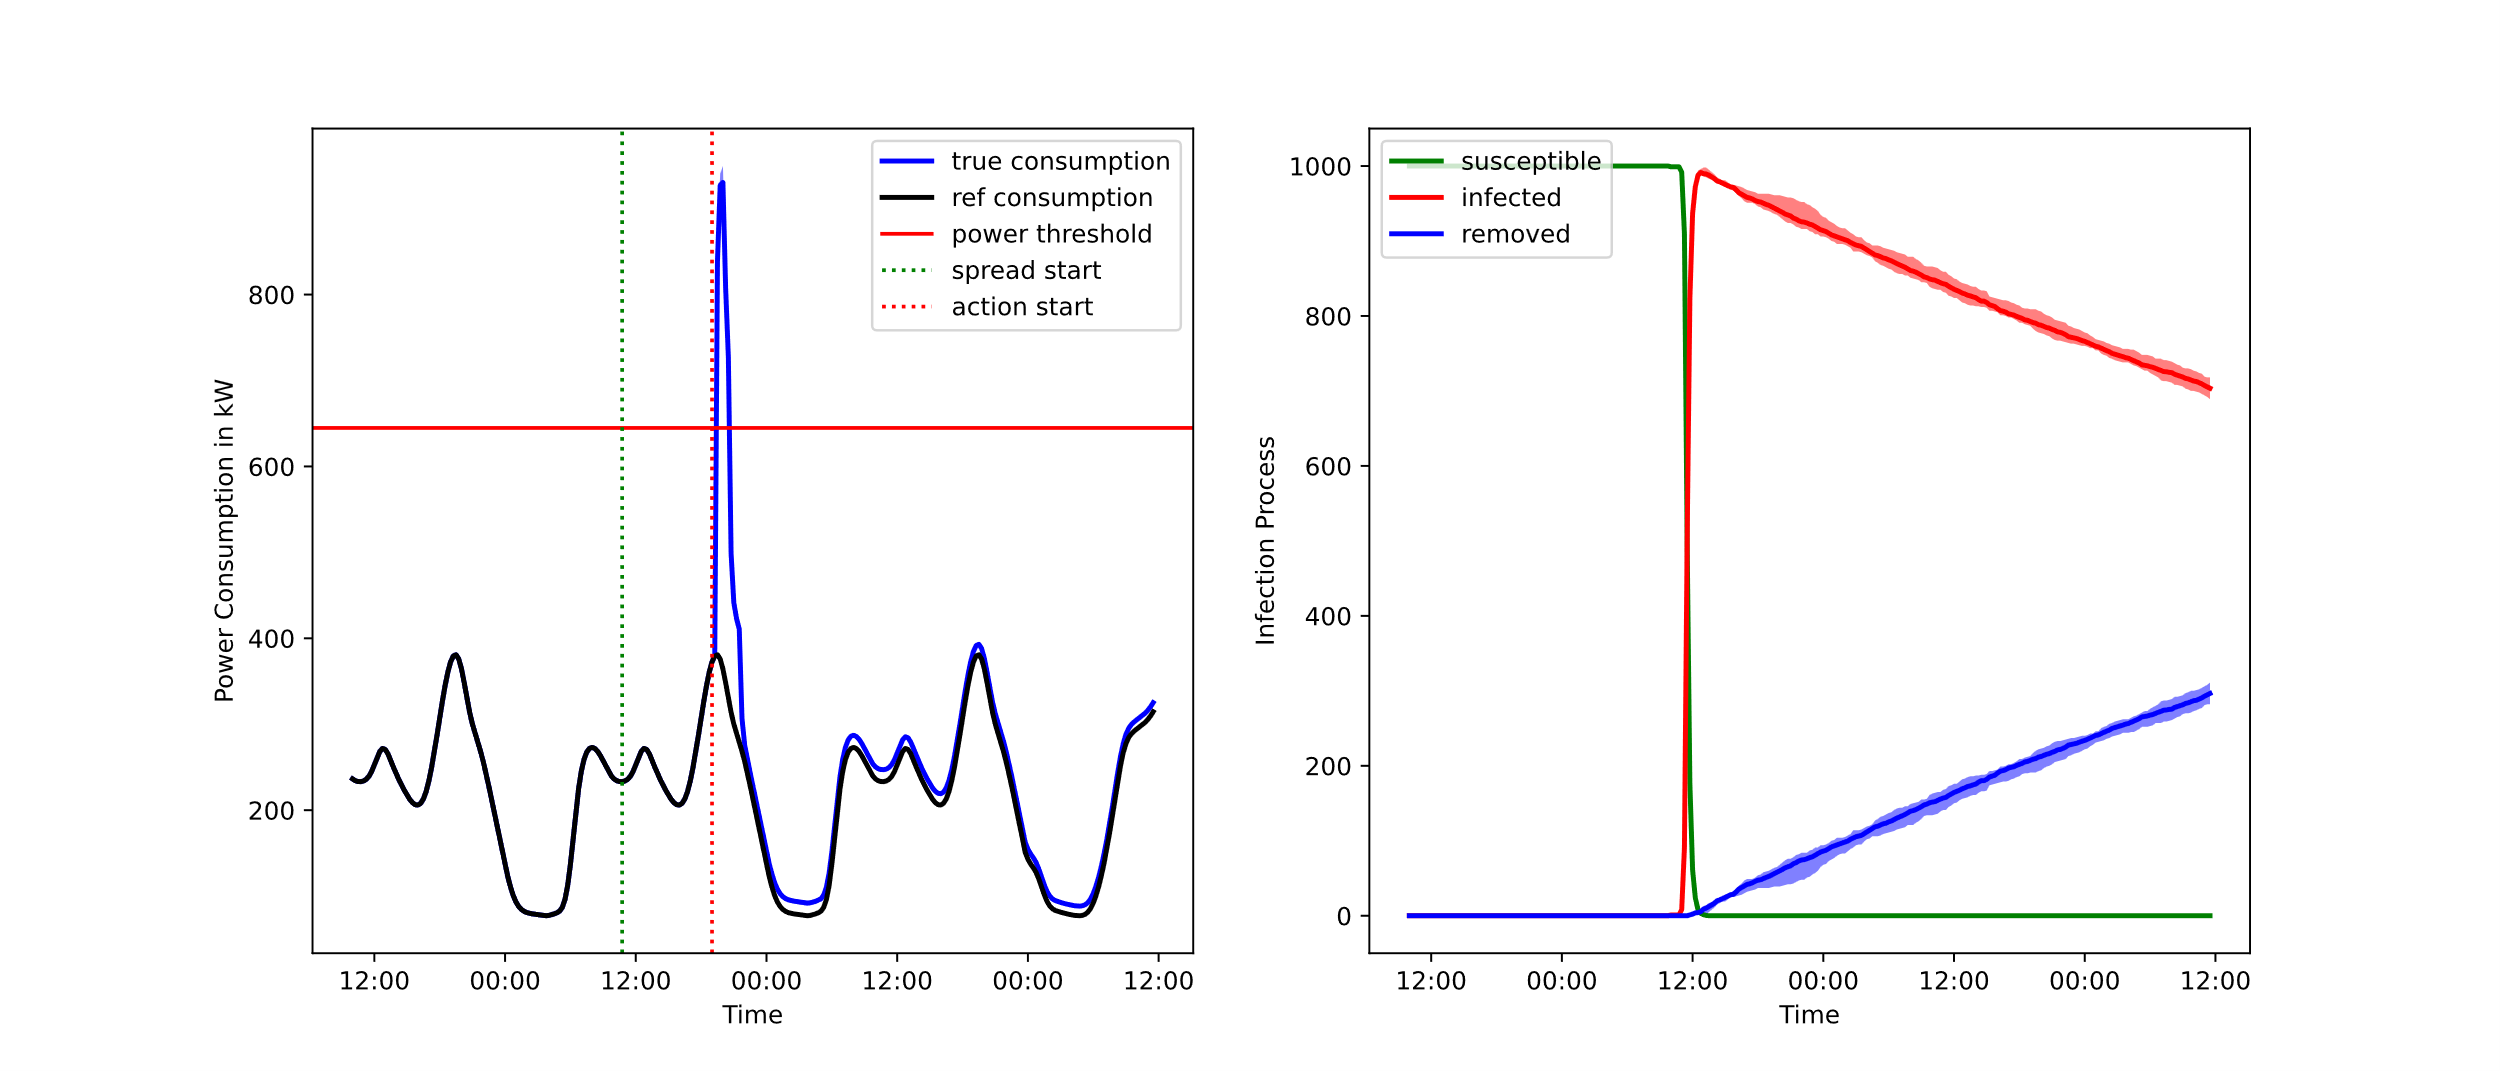 true consumption
ref consumption
power threshold
spread start
action start
800
600
400
200
Power Consumption in kW
12:00 00:00 12:00 00:00 12:00 00:00 12:00
Time
susceptible
infected
removed
1000
800
600
400
200
0
Infection Process
12:00 00:00 12:00 00:00 12:00 00:00 12:00
Time